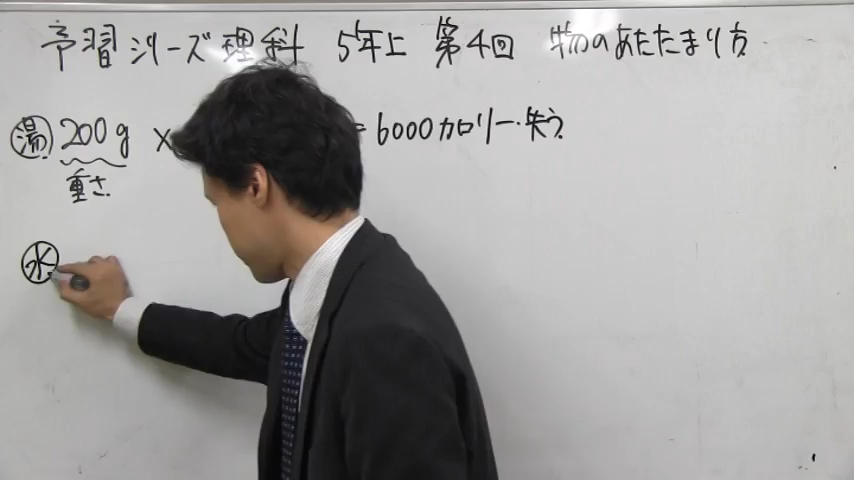 予習シリーズ理科 5年上 第4回 物のあたたまり方
湯 200g × = 6000カロリー・失う
重さ
水